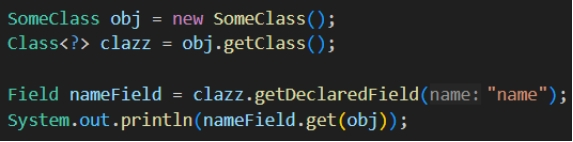 SomeClass obj = new SomeClass();
Class<?> clazz = obj.getClass();
Field nameField = clazz.getDeclaredField(name: "name");
System.out.println(nameField.get(obj));